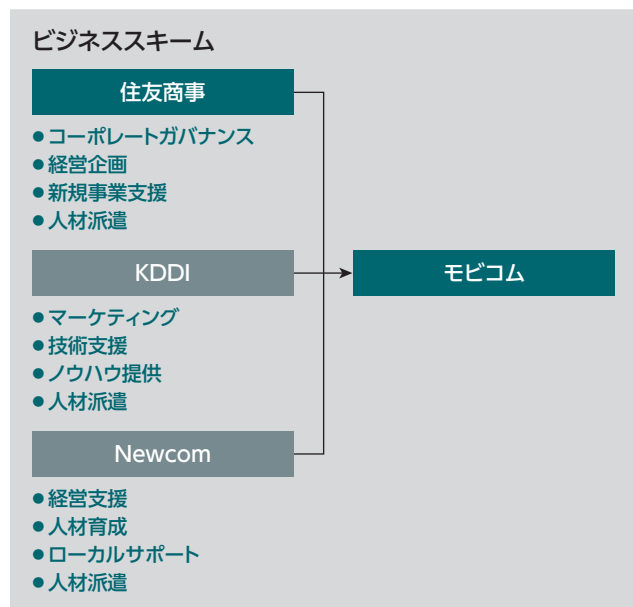 ビジネススキーム
住友商事
●コーポレートガバナンス
●経営企画
●新規事業支援
●人材派遣
KDDI
モビコム
●マーケティング
●技術支援
●ノウハウ提供
●人材派遣
Newcom
●経営支援
●人材育成
●ローカルサポート
●人材派遣